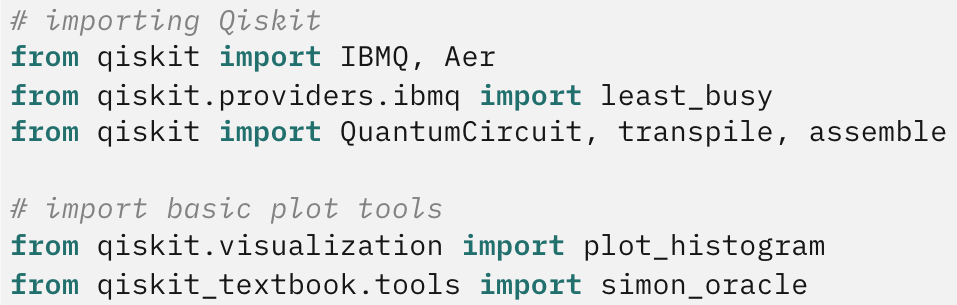 # importing Qiskit
from qiskit import IBMQ, Aer
from qiskit.providers.ibmq import least_busy
from qiskit import QuantumCircuit, transpile, assemble

# import basic plot tools
from qiskit.visualization import plot_histogram
from qiskit_textbook.tools import simon_oracle